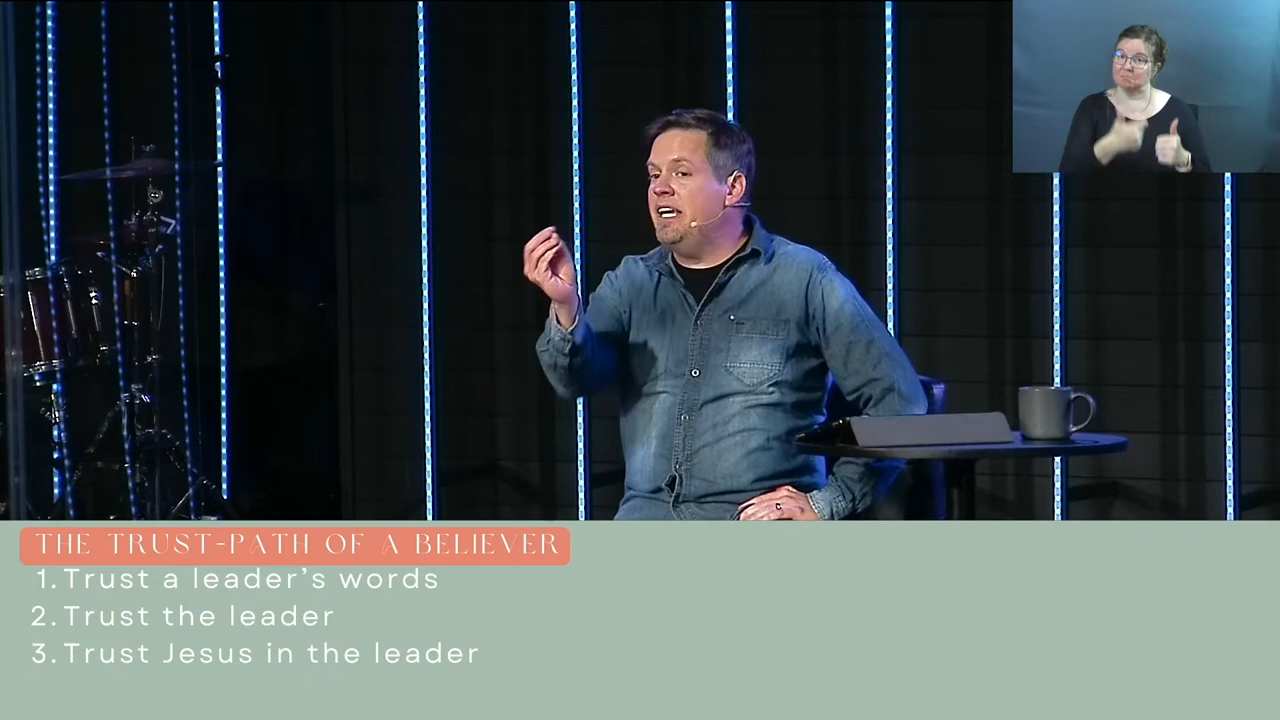 THE TRUST-PATH OF A BELIEVER
1. Trust a leader's words
2. Trust the leader
3. Trust Jesus in the leader